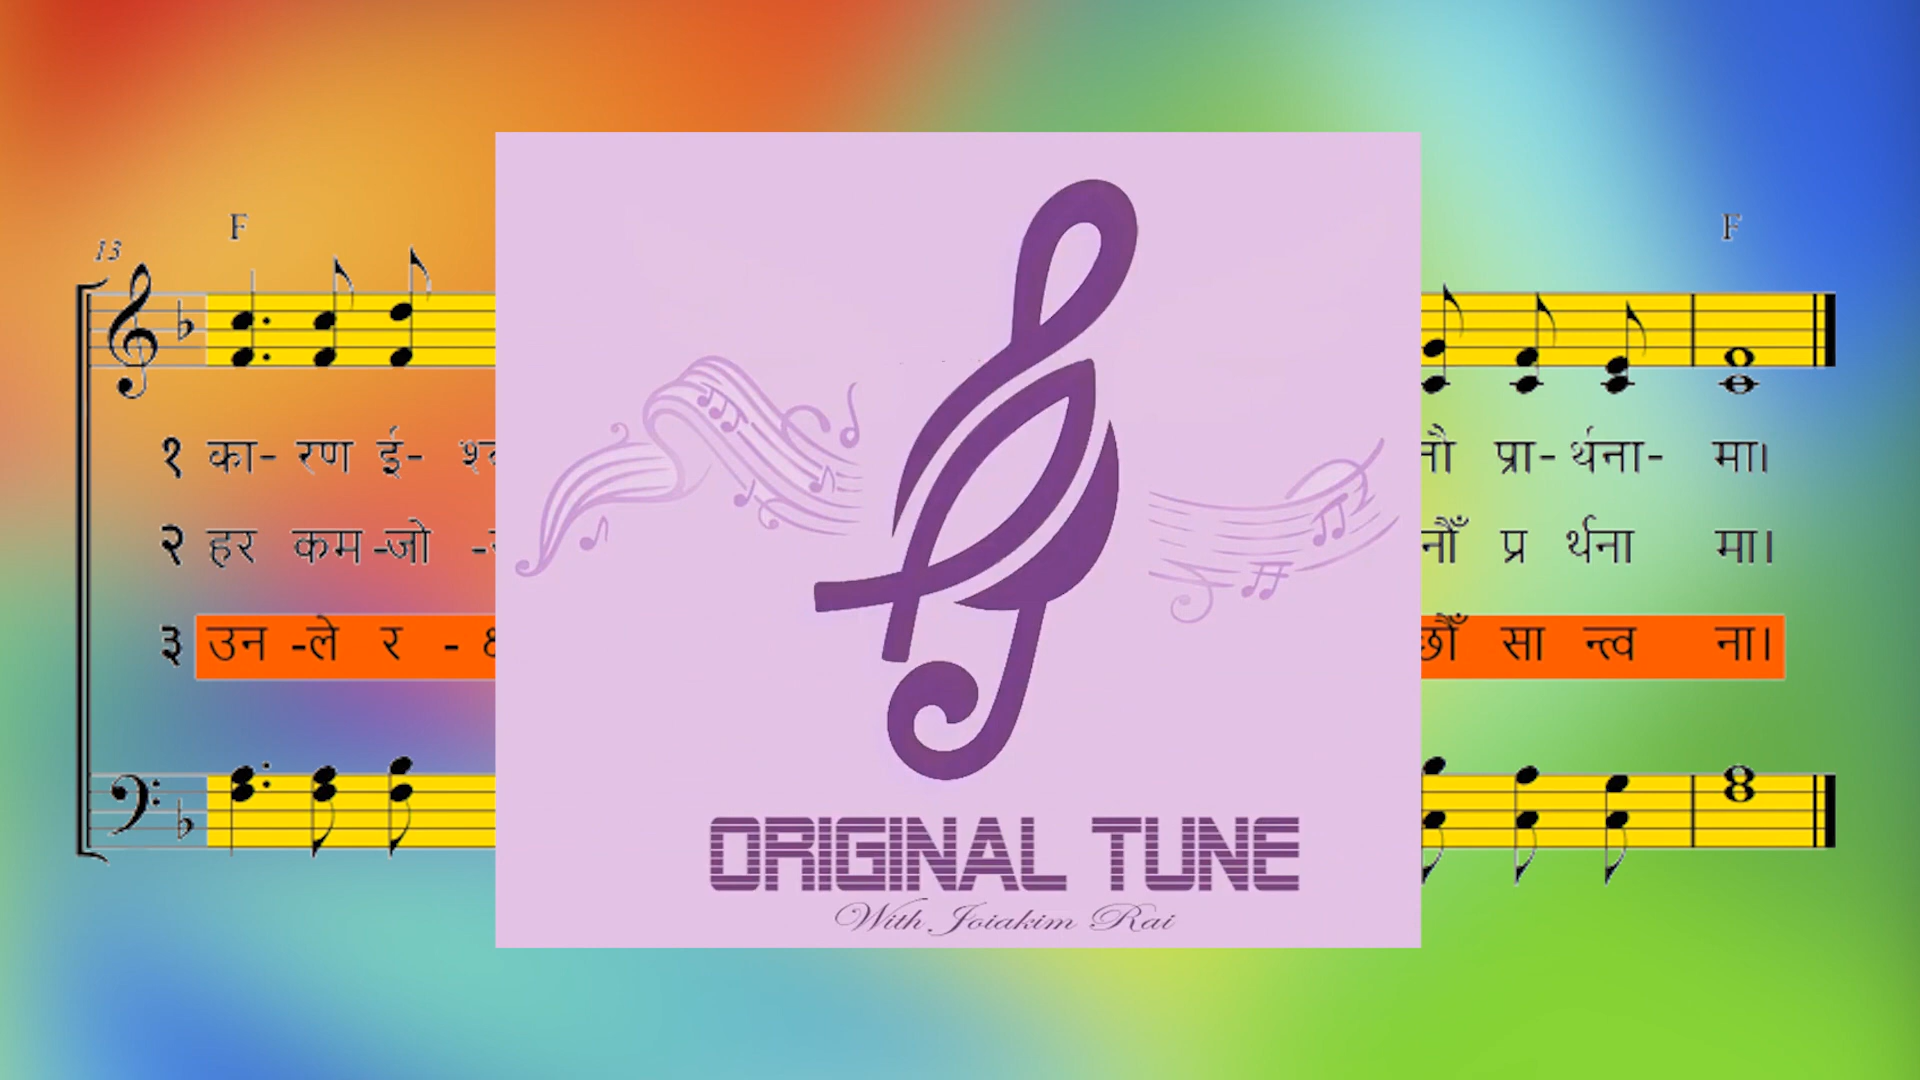 F F
13
१ का- रण ई- नौ प्रा- र्थना- मा।
२ हर कम -जो नौँ प्र र्थना मा।
३ उन -ले र - छौँ सा न्त्व ना।
ORIGINAL TUNE
With Joiakim Rai